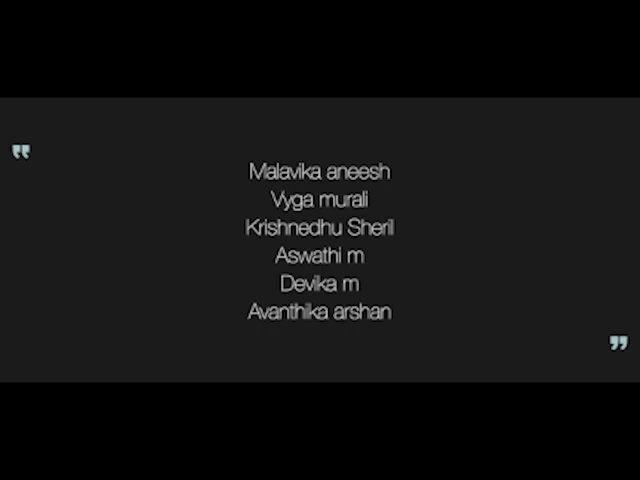 "
Malavika aneesh
Vyga murali
Krishnedhu Sheril
Aswathi m
Devika m
Avanthika arshan
"